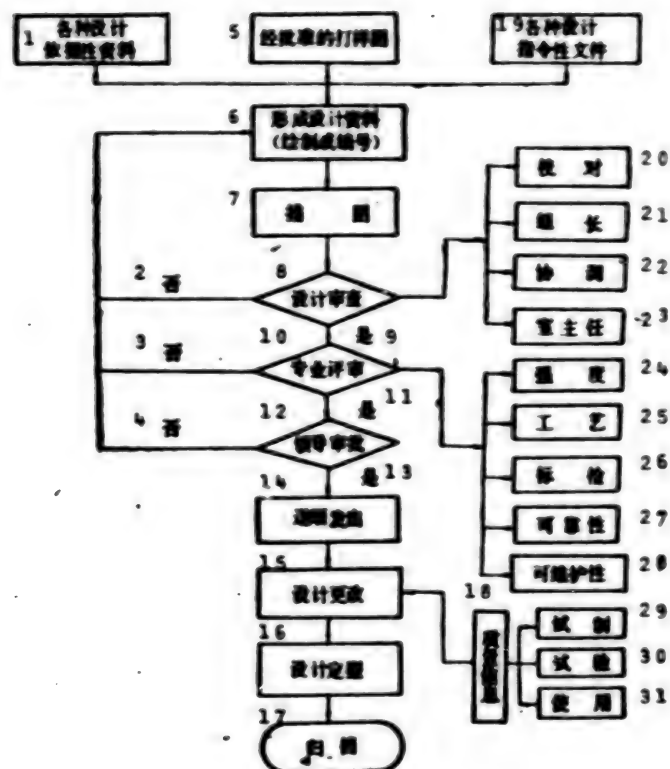 1 各种设计
依据性资料
5 经批准的打样图
19 各种设计
指令性文件
6 形成设计资料
(绘制或编号)
7 描 图
20 校 对
21 组 长
22 协 调
23 室主任
2 否
8 设计审查
是 9
3 否
10 专业评审
是 11
4 否
12 领导审批
是 13
24 强 度
25 工 艺
26 标 检
27 可靠性
28 可维护性
14 发出
15 设计更改
16 设计定型
17 归 档
18
29 试 制
30 试 验
31 使 用